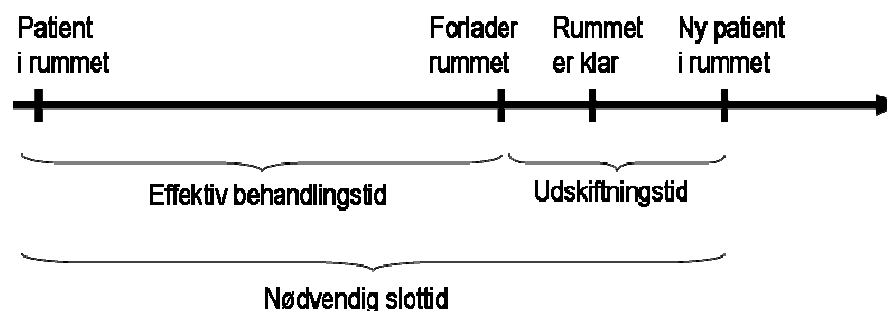 Patient
i rummet
Forlader
rummet
Rummet
er klar
Ny patient
i rummet
Effektiv behandlingstid
Udskiftningstid
Nødvendig slottid